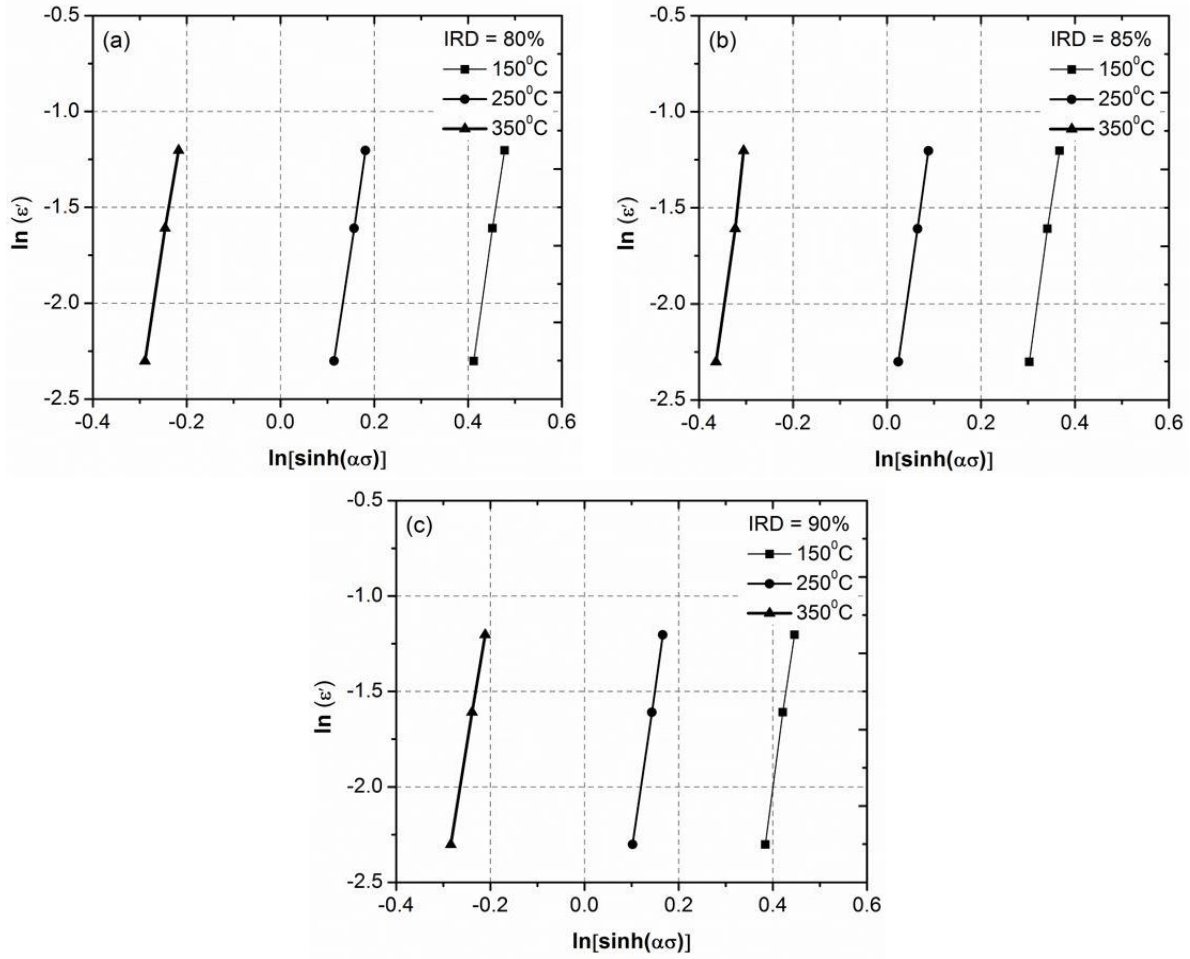 (a)
IRD = 80%
150⁰C
250⁰C
350⁰C
-0.5
-1.0
-1.5
-2.0
-2.5
ln (ε′)
-0.4 -0.2 0.0 0.2 0.4 0.6
ln[sinh(ασ)]
(b)
IRD = 85%
150⁰C
250⁰C
350⁰C
-0.5
-1.0
-1.5
-2.0
-2.5
ln (ε′)
-0.4 -0.2 0.0 0.2 0.4 0.6
ln[sinh(ασ)]
(c)
IRD = 90%
150⁰C
250⁰C
350⁰C
-0.5
-1.0
-1.5
-2.0
-2.5
ln (ε′)
-0.4 -0.2 0.0 0.2 0.4 0.6
ln[sinh(ασ)]